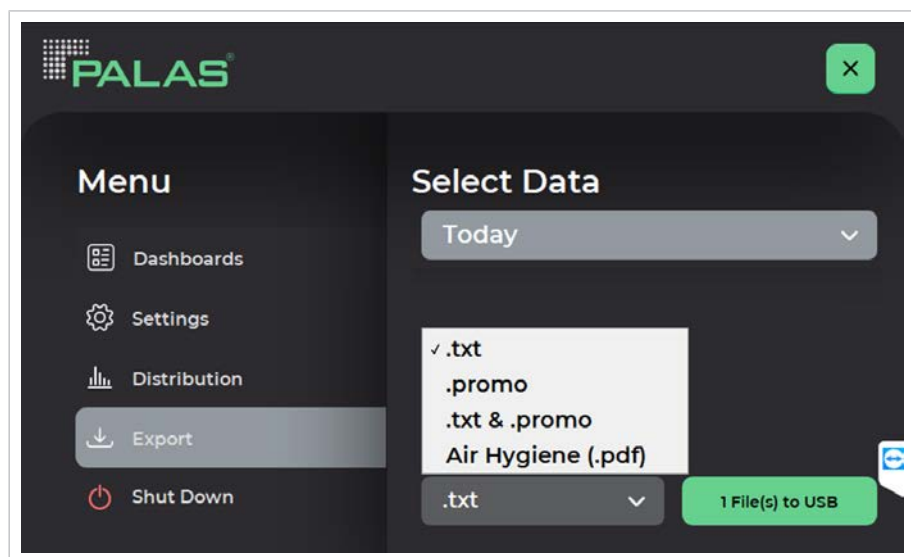 PALAS®
Menu
Dashboards
Settings
Distribution
Export
Shut Down
Select Data
Today
✓ .txt
.promo
.txt & .promo
Air Hygiene (.pdf)
.txt
1 File(s) to USB